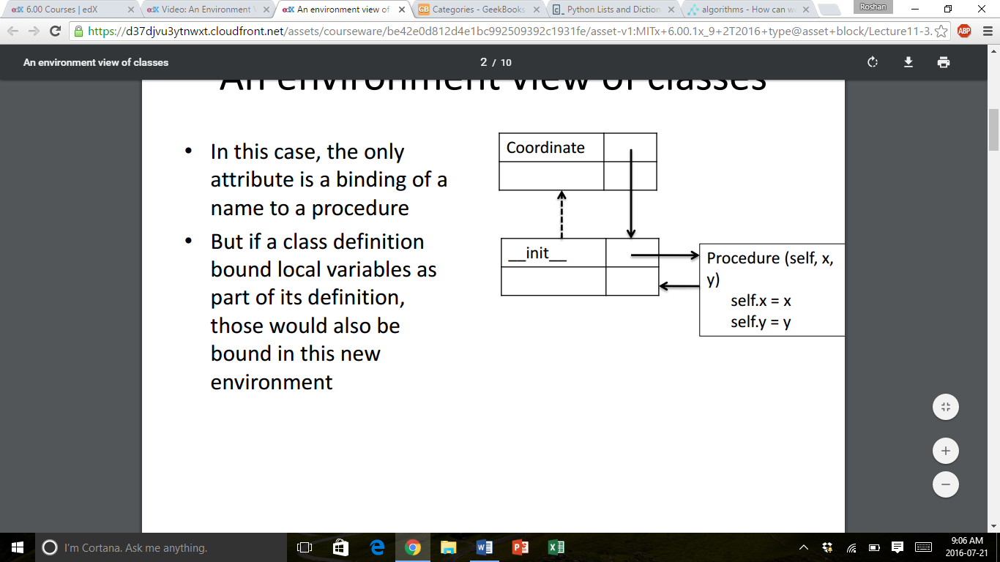 6.00 Courses | edX
Video: An Environment
An environment view of
Categories - GeekBooks
Python Lists and Diction
algorithms - How can w
Roshan
https://d37djvu3ytnwxt.cloudfront.net/assets/courseware/be42e0d812d4e1bc992509392c1931fe/asset-v1:MITx+6.00.1x_9+2T2016+type@asset+block/Lecture11-3.
ABP
An environment view of classes
2 / 10
An environment view of classes
• In this case, the only
attribute is a binding of a
name to a procedure
• But if a class definition
bound local variables as
part of its definition,
those would also be
bound in this new
environment
Coordinate
__init__
Procedure (self, x,
y)
self.x = x
self.y = y
I'm Cortana. Ask me anything.
9:06 AM
2016-07-21